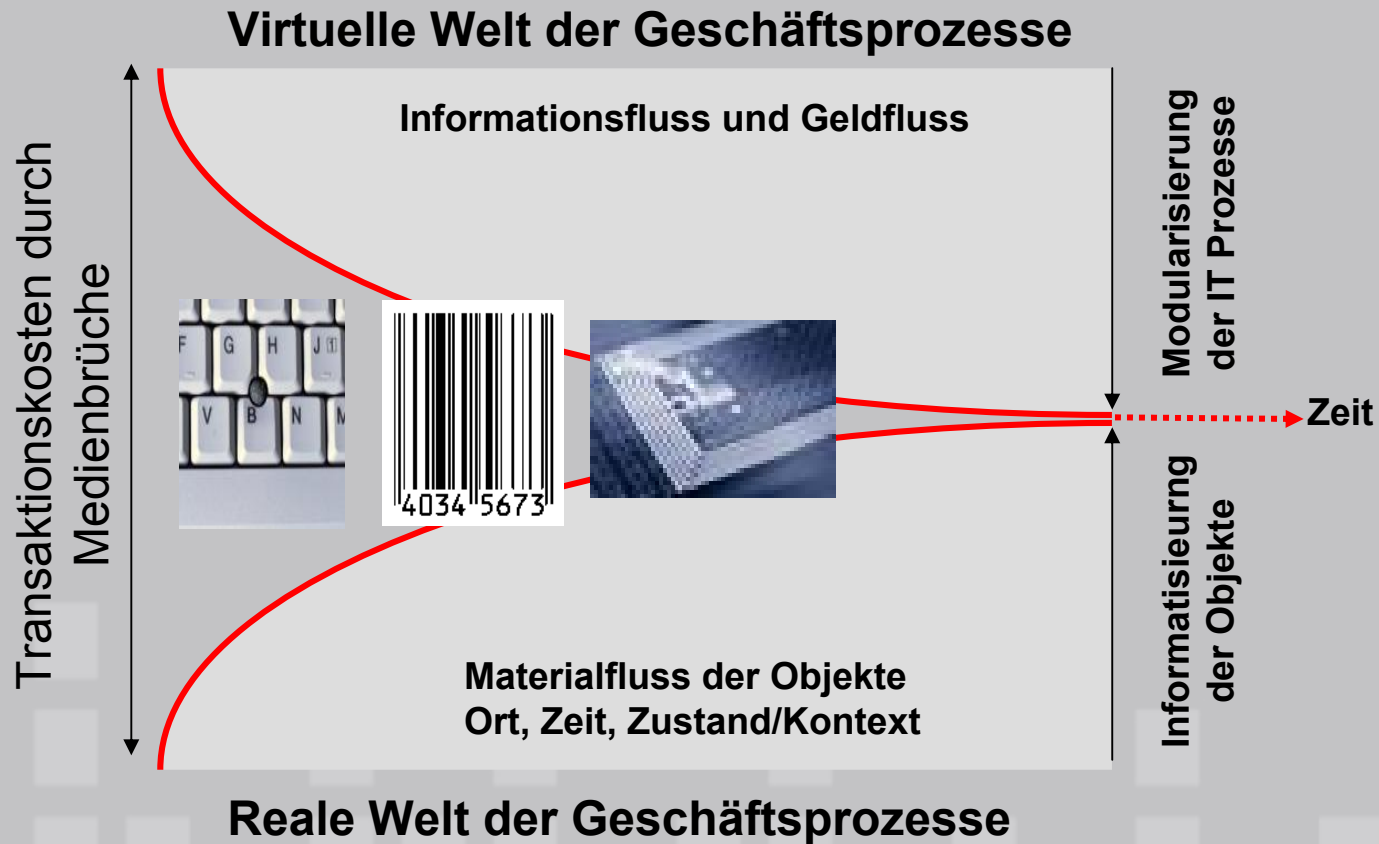 Virtuelle Welt der Geschäftsprozesse
Informationsfluss und Geldfluss
Transaktionskosten durch
Medienbrüche
Modularisierung
der IT Prozesse
F G H J 1
V B N M
4034 5673
Zeit
Informatisieurng
der Objekte
Materialfluss der Objekte
Ort, Zeit, Zustand/Kontext
Reale Welt der Geschäftsprozesse